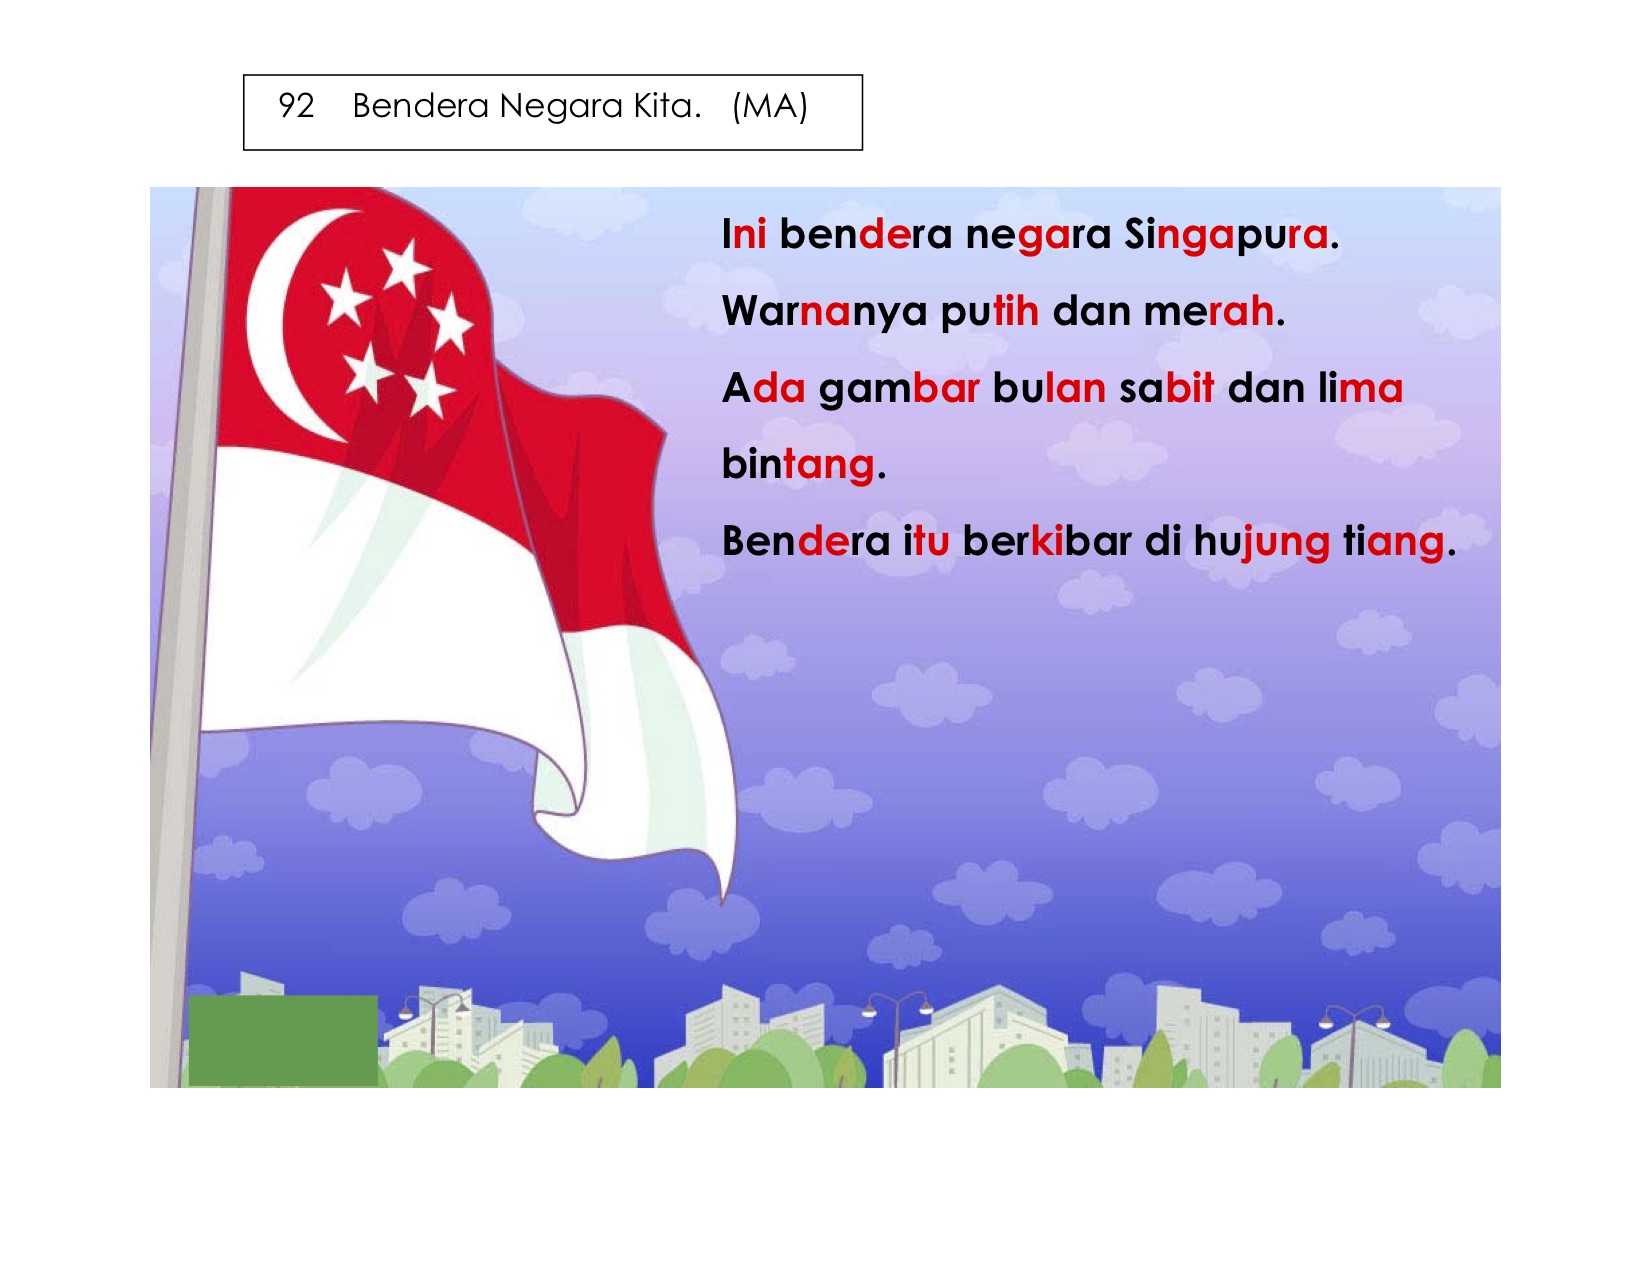 92 Bendera Negara Kita. (MA)
Ini bendera negara Singapura.
Warnanya putih dan merah.
Ada gambar bulan sabit dan lima
bintang.
Bendera itu berkibar di hujung tiang.